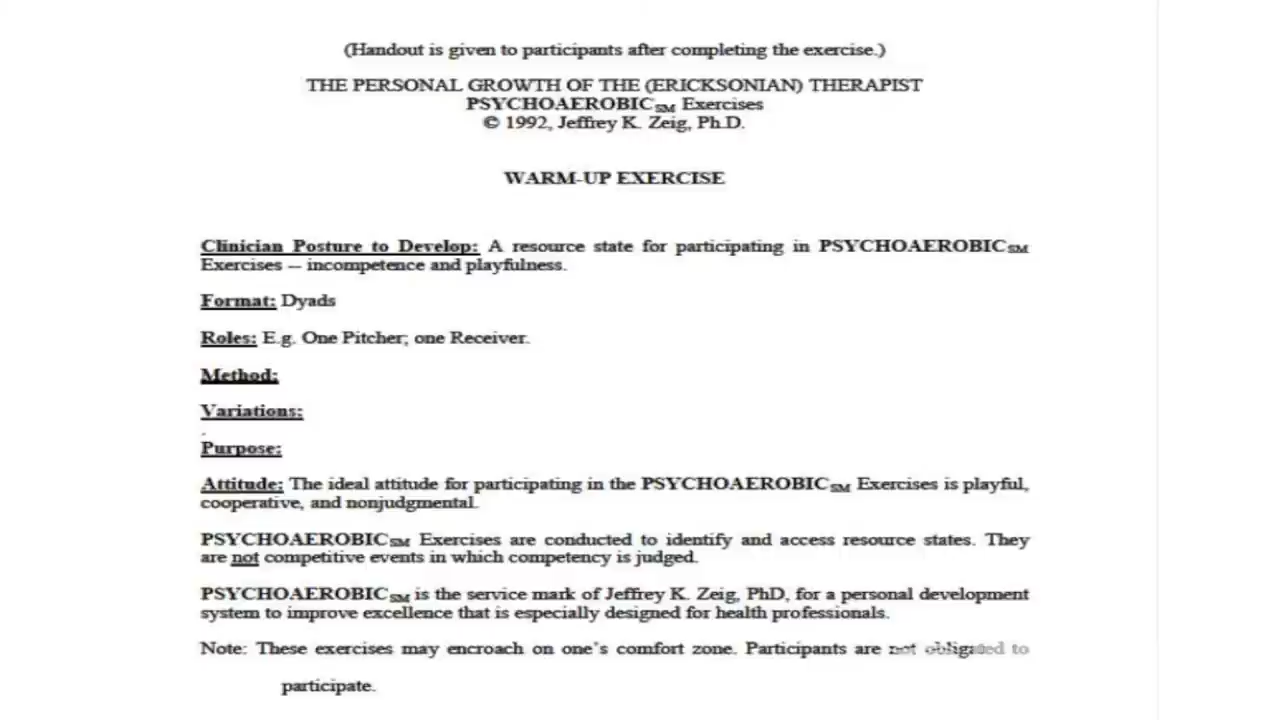 (Handout is given to participants after completing the exercise.)
THE PERSONAL GROWTH OF THE (ERICKSONIAN) THERAPIST
PSYCHOAEROBICSM Exercises
© 1992, Jeffrey K. Zeig, Ph.D.
WARM-UP EXERCISE
Clinician Posture to Develop: A resource state for participating in PSYCHOAEROBICSM
Exercises – incompetence and playfulness.
Format: Dyads
Roles: E.g. One Pitcher; one Receiver.
Method:
Variations:
Purpose:
Attitude: The ideal attitude for participating in the PSYCHOAEROBICSM Exercises is playful,
cooperative, and nonjudgmental.
PSYCHOAEROBICSM Exercises are conducted to identify and access resource states. They
are not competitive events in which competency is judged.
PSYCHOAEROBICSM is the service mark of Jeffrey K. Zeig, PhD, for a personal development
system to improve excellence that is especially designed for health professionals.
Note: These exercises may encroach on one's comfort zone. Participants are not obligated to
participate.